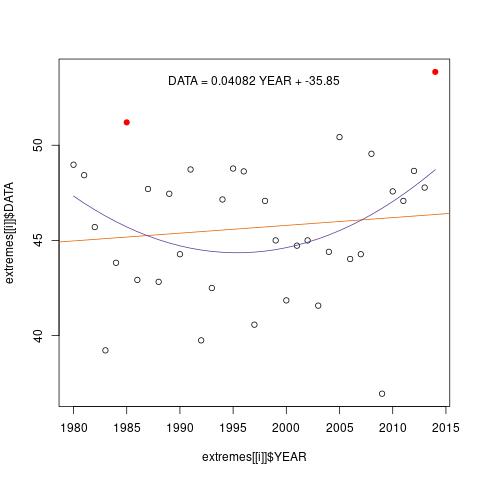 DATA = 0.04082 YEAR + -35.85
50
45
40
extremes[[i]]$DATA
1980 1985 1990 1995 2000 2005 2010 2015
extremes[[i]]$YEAR